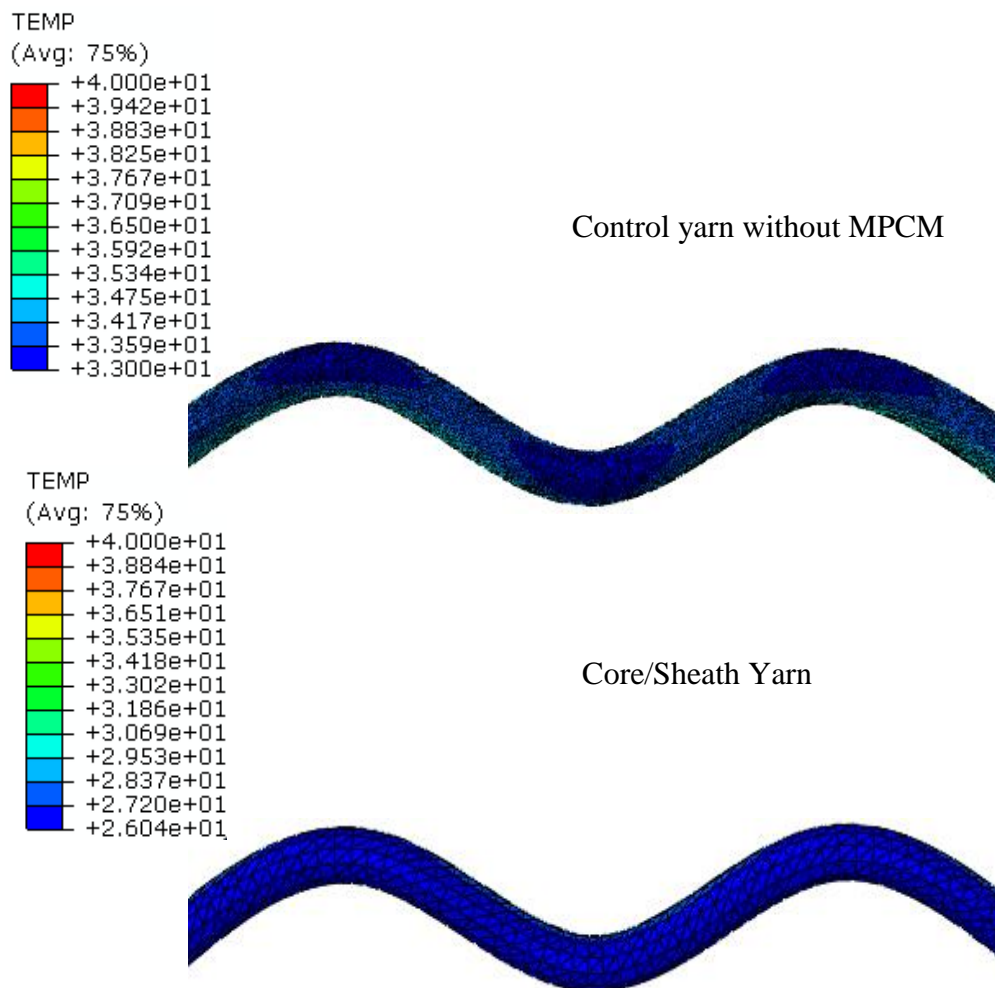 TEMP
(Avg: 75%)
+4.000e+01
+3.942e+01
+3.883e+01
+3.825e+01
+3.767e+01
+3.709e+01
+3.650e+01
+3.592e+01
+3.534e+01
+3.475e+01
+3.417e+01
+3.359e+01
+3.300e+01
Control yarn without MPCM
TEMP
(Avg: 75%)
+4.000e+01
+3.884e+01
+3.767e+01
+3.651e+01
+3.535e+01
+3.418e+01
+3.302e+01
+3.186e+01
+3.069e+01
+2.953e+01
+2.837e+01
+2.720e+01
+2.604e+01
Core/Sheath Yarn